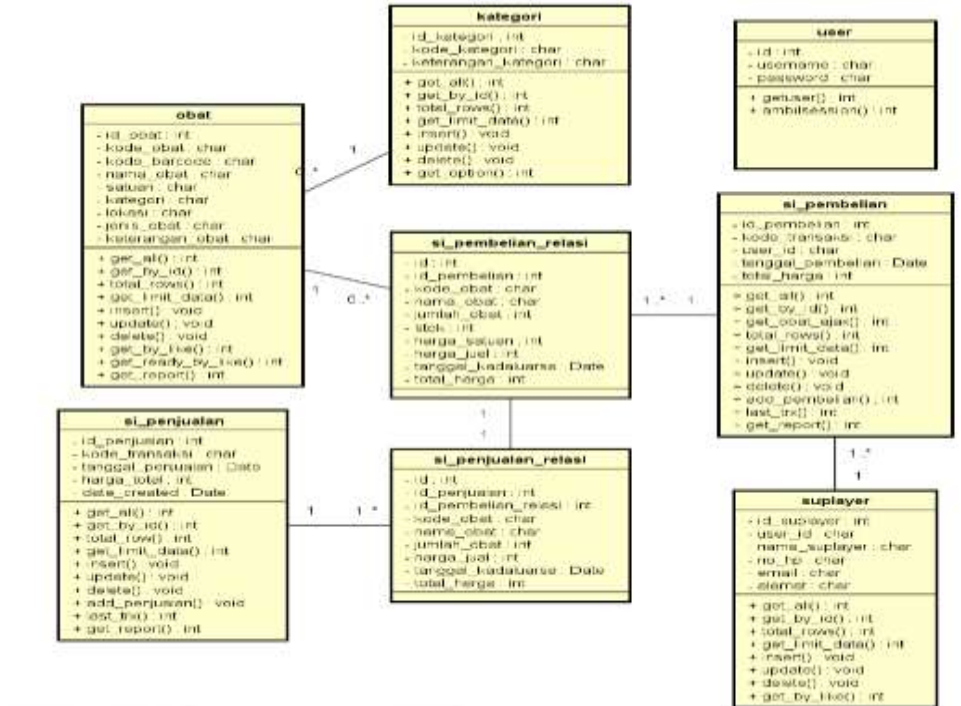 kategori
- id_kategori : int
- kode_kategori : char
- keterangan_kategori : char
+ get_all() : int
+ get_by_id() : int
+ total_rows() : int
+ get_limit_data() : int
+ insert() : void
+ update() : void
+ delete() : void
+ get_option() : int
user
- id : int
- username : char
- password : char
+ getuser() : int
+ ambilsession() : int
obat
- id_obat : int
- kode_obat : char
- kode_barcode : char
- nama_obat : char
- satuan : char
- kategori : char
- lokasi : char
- jenis_obat : char
- keterangan_obat : char
+ get_all() : int
+ get_by_id() : int
+ total_rows() : int
+ get_limit_data() : int
+ insert() : void
+ update() : void
+ delete() : void
+ get_by_like() : int
+ get_ready_by_like() : int
+ get_report() : int
0..*
1
1
0..*
si_pembelian_relasi
- id : int
- id_pembelian : int
- kode_obat : char
- nama_obat : char
- jumlah_obat : int
- stok : int
- harga_satuan : int
- harga_jual : int
- tanggal_kadaluarsa : Date
- total_harga : int
1..*
1
si_pembelian
- id_pembelian : int
- kode_transaksi : char
- user_id : char
- tanggal_pembelian : Date
- total_harga : int
+ get_all() : int
+ get_by_id() : int
+ get_obat_ajax() : int
+ total_rows() : int
+ get_limit_data() : int
+ insert() : void
+ update() : void
+ delete() : void
+ add_pembelian() : int
+ last_trx() : int
+ get_report() : int
si_penjualan
- id_penjualan : int
- kode_transaksi : char
- tanggal_penjualan : Date
- harga_total : int
- date_created : Date
+ get_all() : int
+ get_by_id() : int
+ total_row() : int
+ get_limit_data() : int
+ insert() : void
+ update() : void
+ delete() : void
+ add_penjualan() : void
+ last_trx() : int
+ get_report() : int
1
1..*
1
1
si_penjualan_relasi
- id : int
- id_penjualan : int
- id_pembelian_relasi : int
- kode_obat : char
- nama_obat : char
- jumlah_obat : int
- harga_jual : int
- tanggal_kadaluarsa : Date
- total_harga : int
1..*
1
suplayer
- id_suplayer : int
- user_id : char
- nama_suplayer : char
- no_hp : char
- email : char
- alamat : char
+ get_all() : int
+ get_by_id() : int
+ total_rows() : int
+ get_limit_data() : int
+ insert() : void
+ update() : void
+ delete() : void
+ get_by_like() : int